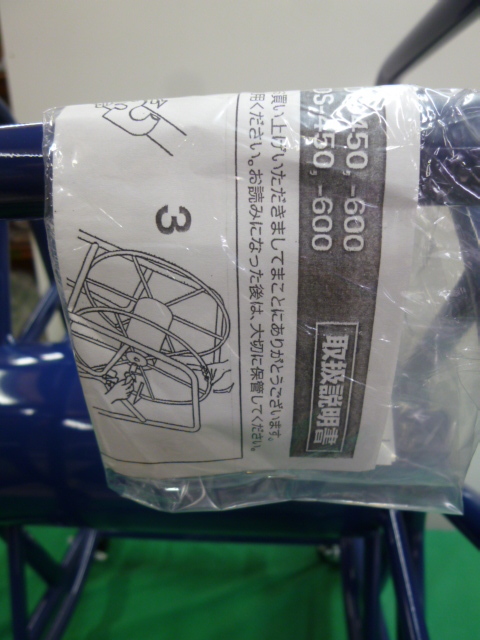 450, -600
DS-450, -600
取扱説明書
買い上げいただきましてまことにありがとうございます。
用ください。お読みになった後は、大切に保管してください。
3